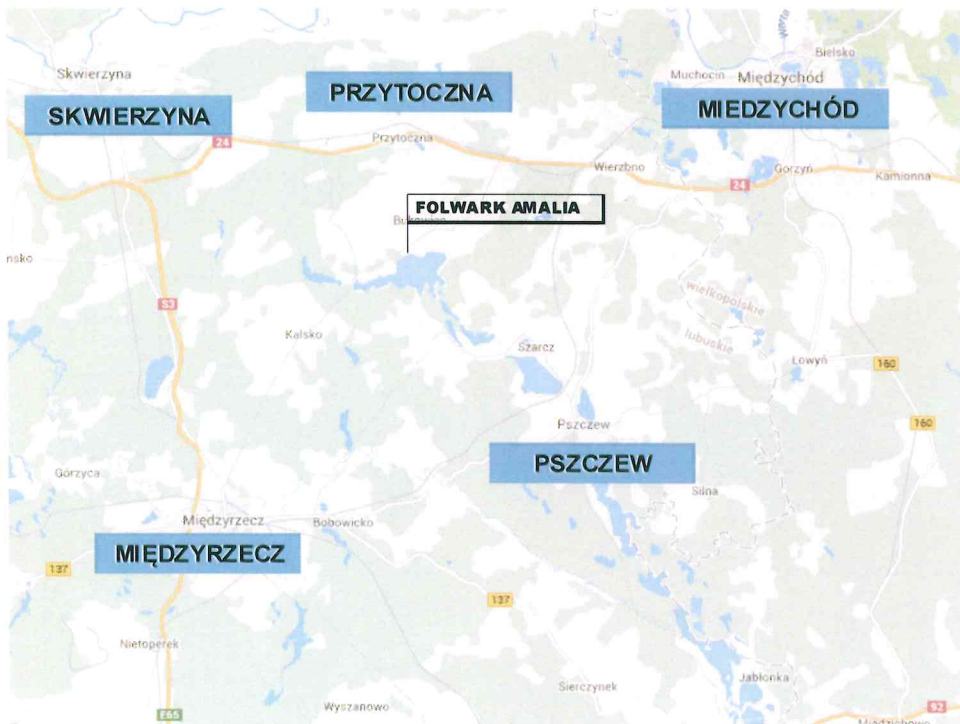 Warta
Bielsko
Skwierzyna
Muchocin
Międzychód
PRZYTOCZNA
SKWIERZYNA
MIEDZYCHÓD
24
Przytoczna
Wierzbno
Gorzyń
24
Kamionna
FOLWARK AMALIA
nsko
S3
wielkopolskie
lubuskie
Kalsko
Szarcz
Łowyń
160
Pszczew
160
PSZCZEW
Górzyca
Silna
Międzyrzecz
Bobowicko
MIĘDZYRZECZ
137
137
Nietoperek
Jabłonka
Sierczynek
Wyszanowo
92
E65
Miedzichowo